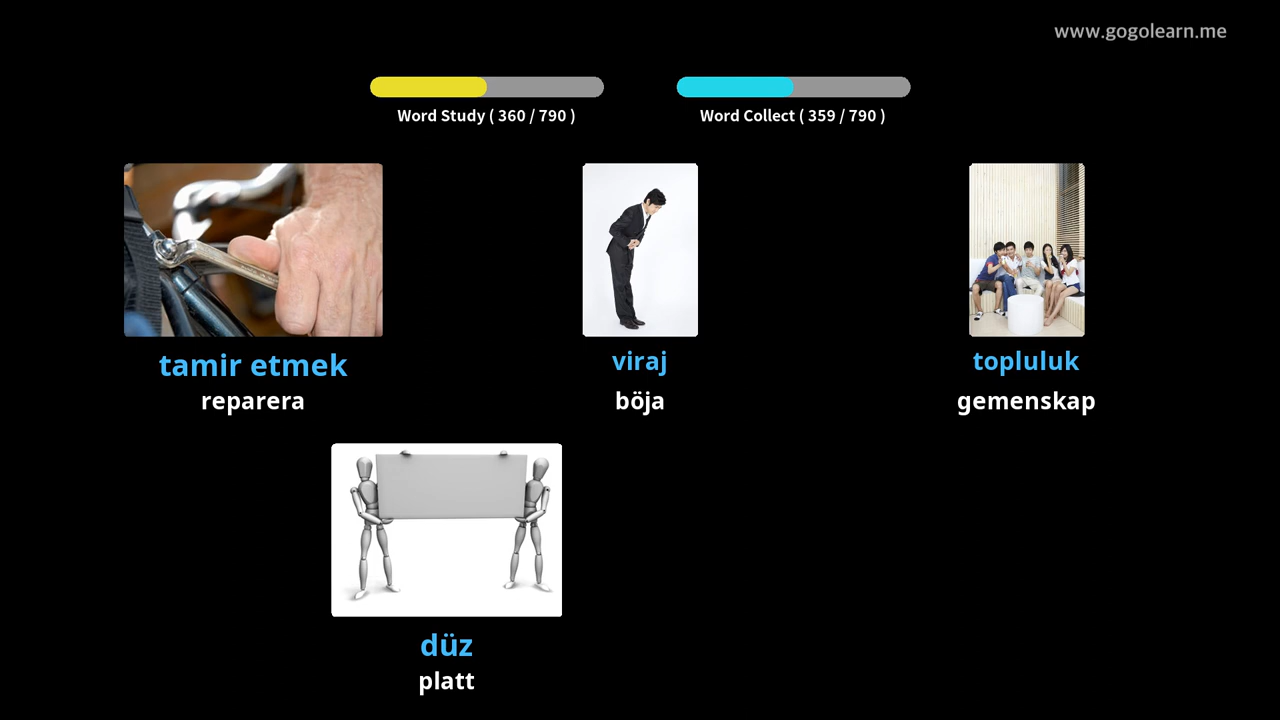 www.gogolearn.me
Word Study ( 360 / 790 )
Word Collect ( 359 / 790 )
tamir etmek
reparera
viraj
böja
topluluk
gemenskap
düz
platt